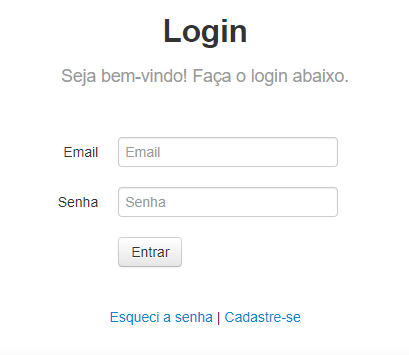 Login
Seja bem-vindo! Faça o login abaixo.
Email Email
Senha Senha
Entrar
Esqueci a senha | Cadastre-se